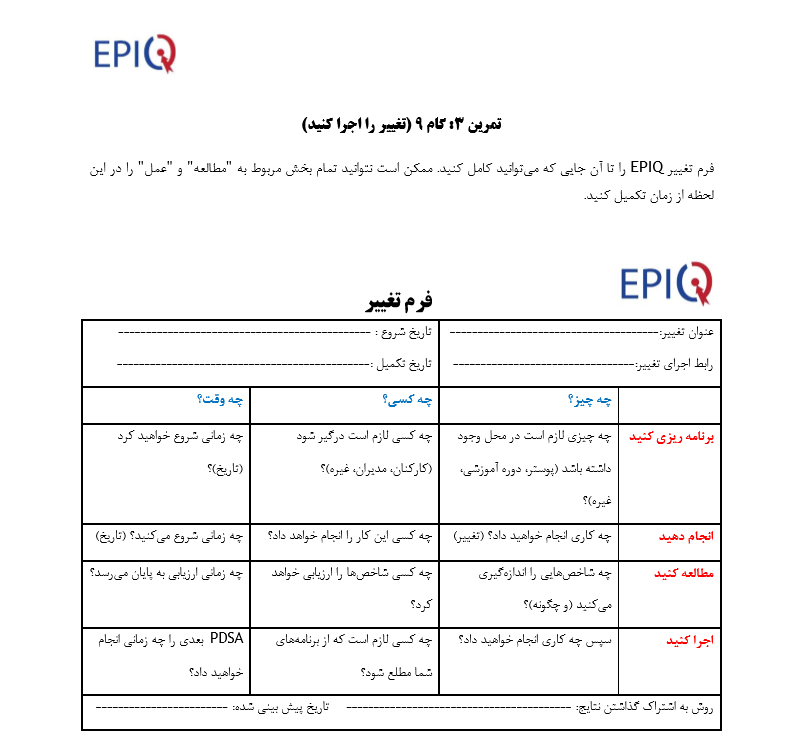 EPIQ
تمرین ۳: گام ۹ (تغییر را اجرا کنید)
فرم تغییر EPIQ را تا آن جایی که می‌توانید کامل کنید. ممکن است نتوانید تمام بخش مربوط به "مطالعه" و "عمل" را در این
لحظه از زمان تکمیل کنید.
EPIQ
فرم تغییر
عنوان تغییر:--------------------------------------- تاریخ شروع : -----------------------------------------------
رابط اجرای تغییر:---------------------------------- تاریخ تکمیل :-----------------------------------------------
چه چیز؟ چه کسی؟ چه وقت؟
برنامه ریزی کنید چه چیزی لازم است در محل وجود چه کسی لازم است درگیر شود چه زمانی شروع خواهید کرد
داشته باشد (پوستر، دوره آموزشی، (کارکنان، مدیران، غیره)؟ (تاریخ)؟
غیره)؟
انجام دهید چه کاری انجام خواهید داد؟ (تغییر) چه کسی این کار را انجام خواهد داد؟ چه زمانی شروع می‌کنید؟ (تاریخ)
مطالعه کنید چه شاخص‌هایی را اندازه‌گیری چه کسی شاخص‌ها را ارزیابی خواهد چه زمانی ارزیابی به پایان می‌رسد؟
می‌کنید (و چگونه)؟ کرد؟
اجرا کنید سپس چه کاری انجام خواهید داد؟ چه کسی لازم است که از برنامه‌های PDSA بعدی را چه زمانی انجام
شما مطلع شود؟ خواهید داد؟
روش به اشتراک گذاشتن نتایج: ------------------------------------------ تاریخ پیش بینی شده: ------------------------